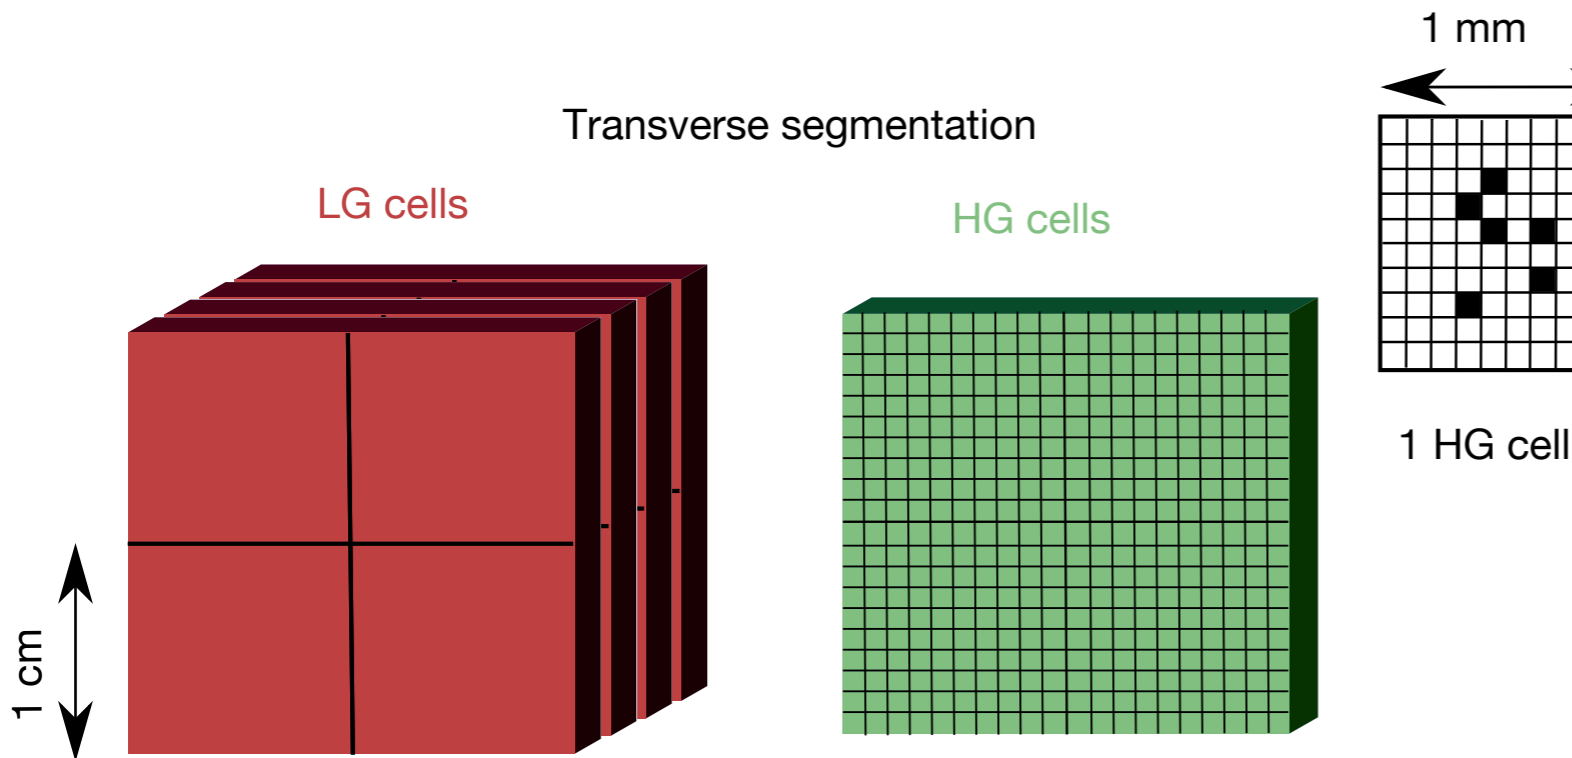 1 mm
Transverse segmentation
LG cells
HG cells
1 HG cell
1 cm